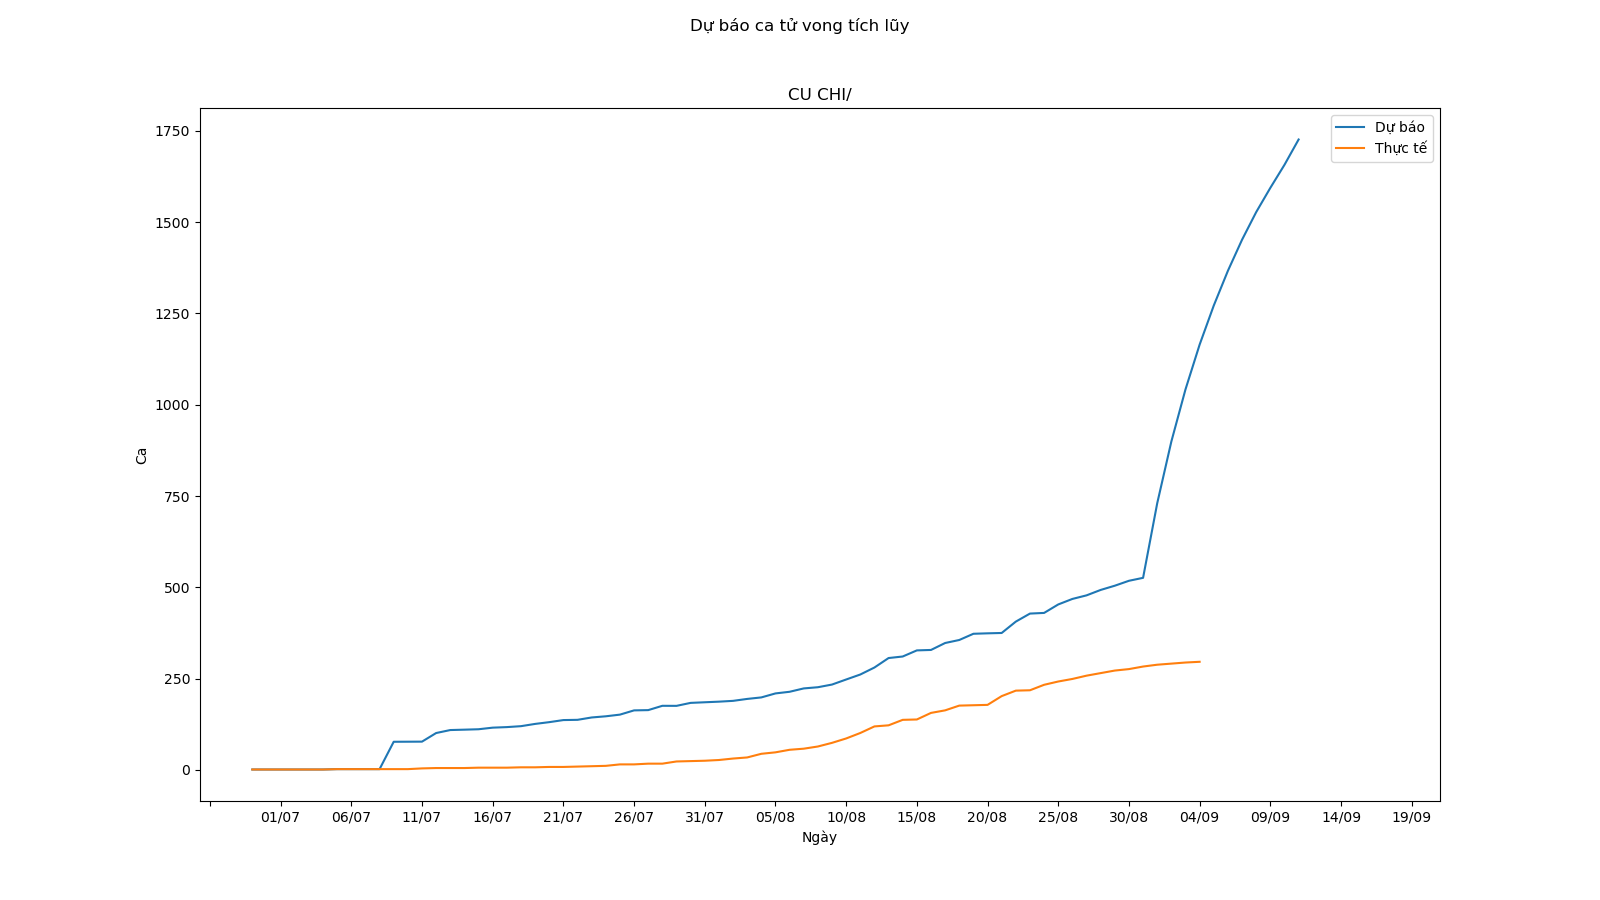 Dự báo ca tử vong tích lũy
CU CHI/
Dự báo
Thực tế
1750
1500
1250
1000
750
500
250
0
Ca
01/07 06/07 11/07 16/07 21/07 26/07 31/07 05/08 10/08 15/08 20/08 25/08 30/08 04/09 09/09 14/09 19/09
Ngày